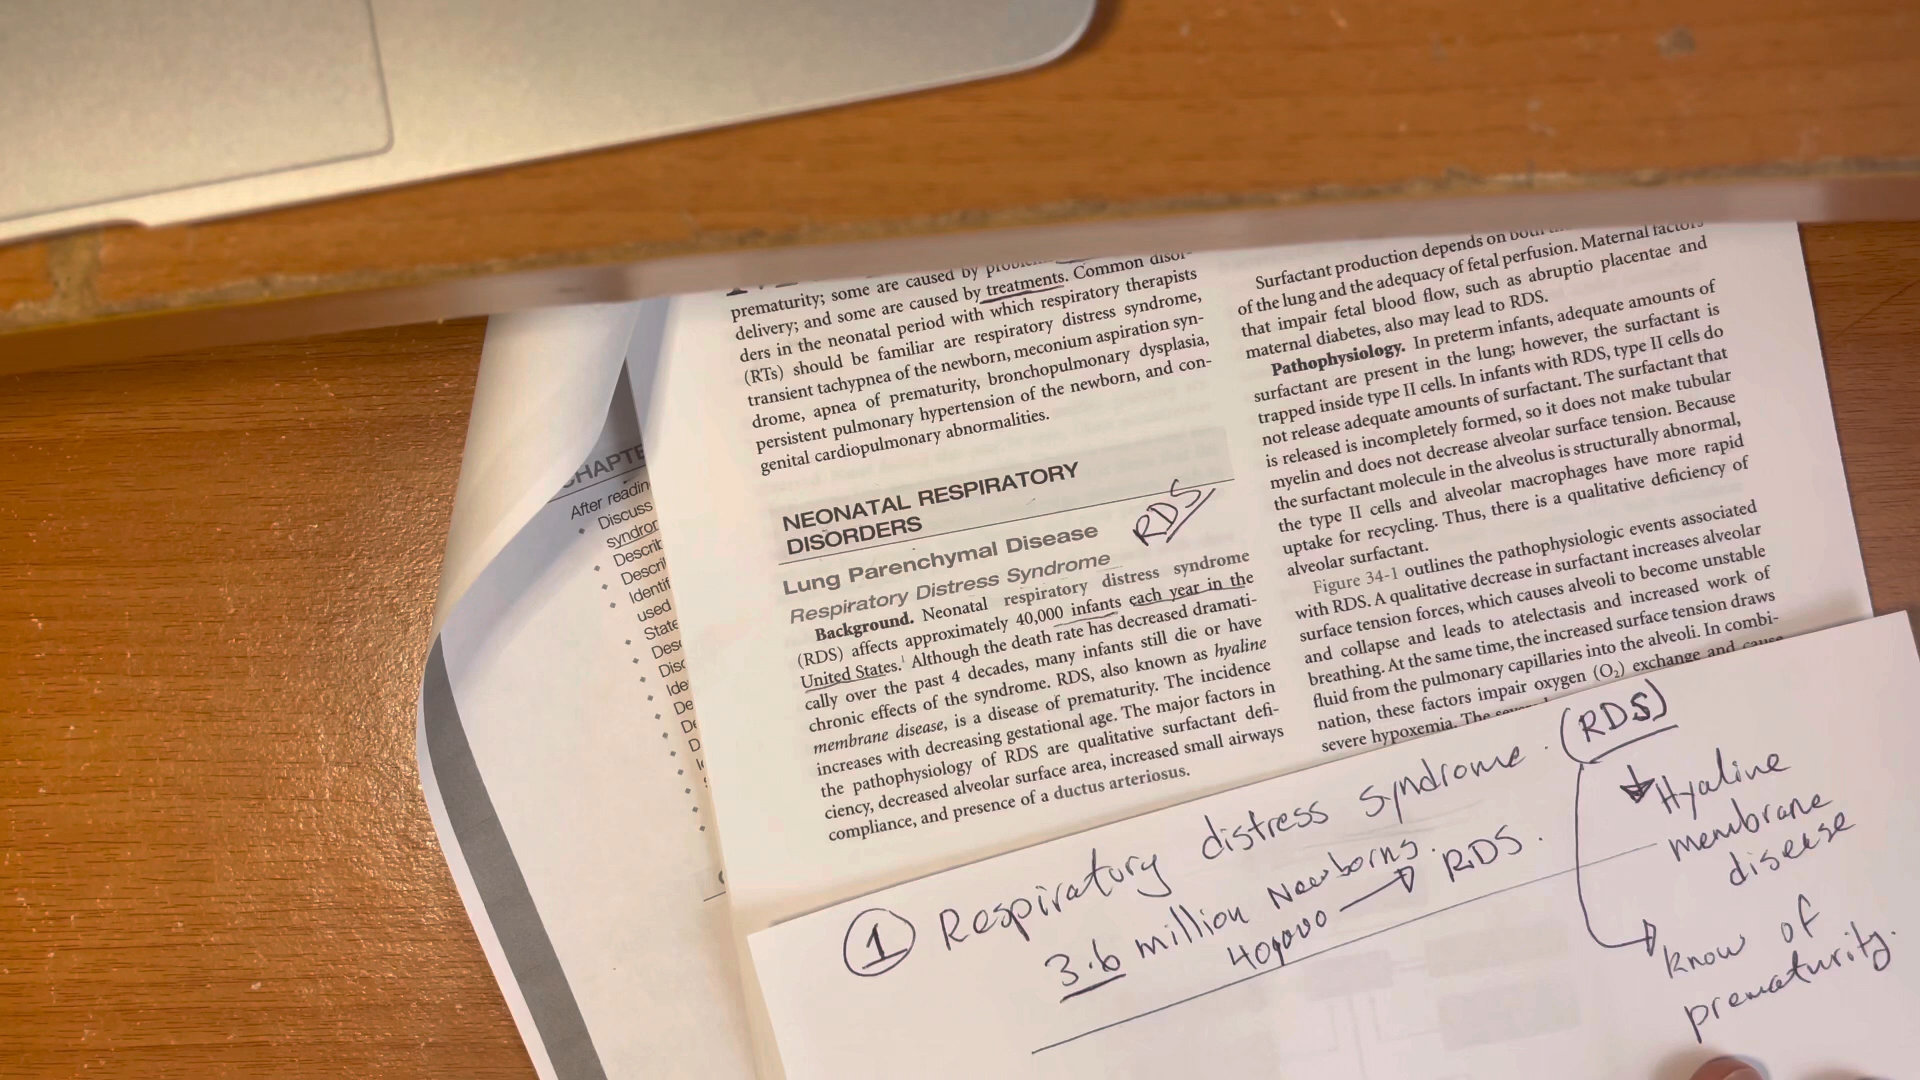 prematurity; some are caused by
delivery; and some are caused by treatments. Common disor-
ders in the neonatal period with which respiratory therapists
(RTs) should be familiar are respiratory distress syndrome,
transient tachypnea of the newborn, meconium aspiration syn-
drome, apnea of prematurity, bronchopulmonary dysplasia,
persistent pulmonary hypertension of the newborn, and con-
genital cardiopulmonary abnormalities.
NEONATAL RESPIRATORY
DISORDERS
RDS
Lung Parenchymal Disease
Respiratory Distress Syndrome
Background. Neonatal respiratory distress syndrome
(RDS) affects approximately 40,000 infants each year in the
United States.¹ Although the death rate has decreased dramati-
cally over the past 4 decades, many infants still die or have
chronic effects of the syndrome. RDS, also known as hyaline
membrane disease, is a disease of prematurity. The incidence
increases with decreasing gestational age. The major factors in
the pathophysiology of RDS are qualitative surfactant defi-
ciency, decreased alveolar surface area, increased small airways
compliance, and presence of a ductus arteriosus.
Surfactant production depends on
of the lung and the adequacy of fetal perfusion. Maternal factors
that impair fetal blood flow, such as abruptio placentae and
maternal diabetes, also may lead to RDS.
Pathophysiology. In preterm infants, adequate amounts of
surfactant are present in the lung; however, the surfactant is
trapped inside type II cells. In infants with RDS, type II cells do
not release adequate amounts of surfactant. The surfactant that
is released is incompletely formed, so it does not make tubular
myelin and does not decrease alveolar surface tension. Because
the surfactant molecule in the alveolus is structurally abnormal,
the type II cells and alveolar macrophages have more rapid
uptake for recycling. Thus, there is a qualitative deficiency of
alveolar surfactant.
Figure 34-1 outlines the pathophysiologic events associated
with RDS. A qualitative decrease in surfactant increases alveolar
surface tension forces, which causes alveoli to become unstable
and collapse and leads to atelectasis and increased work of
breathing. At the same time, the increased surface tension draws
fluid from the pulmonary capillaries into the alveoli. In combi-
nation, these factors impair oxygen (O₂) exchange and cause
severe hypoxemia. The
CHAPTE
After readin
• Discuss
syndror
• Describ
• Descri
• Identif
used
• State
• Des
• Disc
• Ide
• De
• De
• D
1 Respiratory distress syndrome. (RDS)
3.6 million Newborns.
40,000 → RDS.
Hyaline
membrane
disease
know of
prematurity.